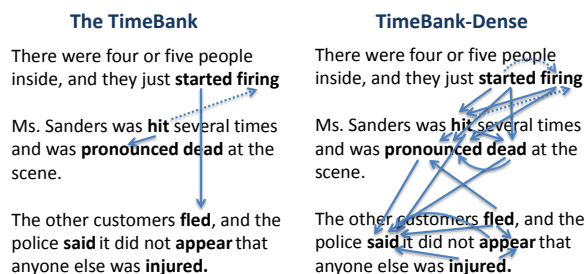 The TimeBank
There were four or five people
inside, and they just started firing
Ms. Sanders was hit several times
and was pronounced dead at the
scene.
The other customers fled, and the
police said it did not appear that
anyone else was injured.
TimeBank-Dense
There were four or five people
inside, and they just started firing
Ms. Sanders was hit several times
and was pronounced dead at the
scene.
The other customers fled, and the
police said it did not appear that
anyone else was injured.